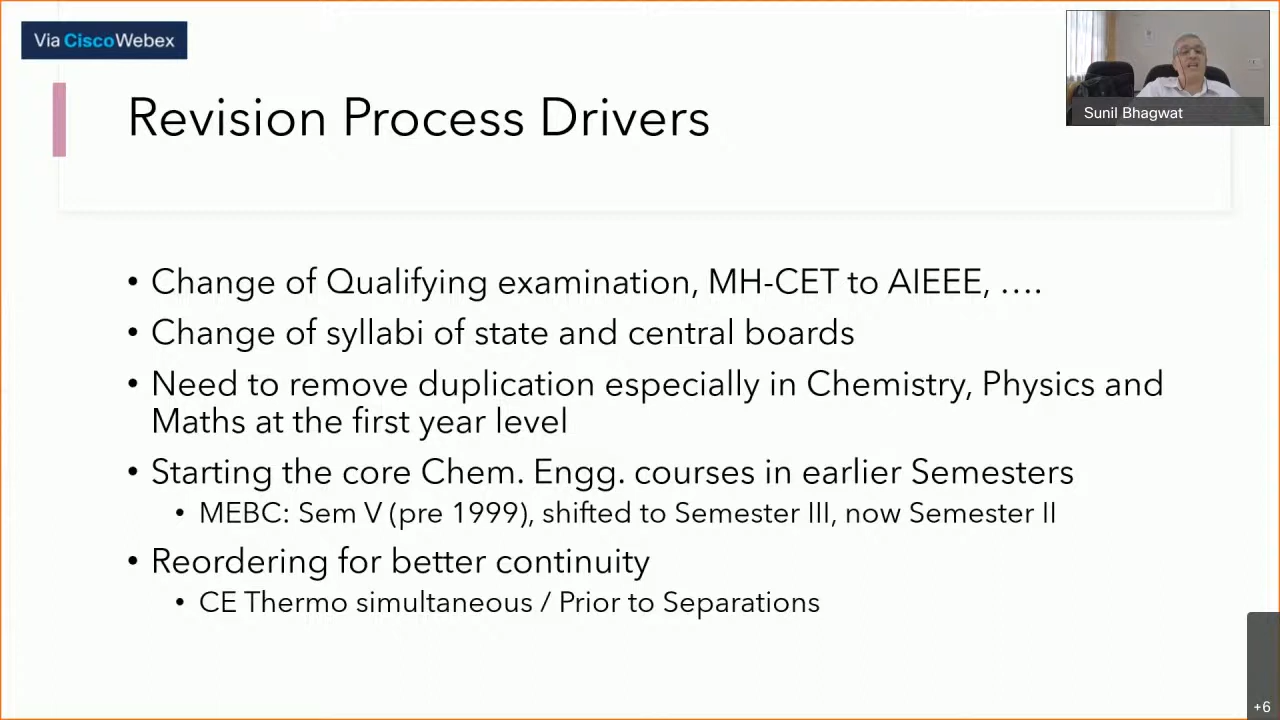 Via CiscoWebex
Sunil Bhagwat
Revision Process Drivers
• Change of Qualifying examination, MH-CET to AIEEE, ….
• Change of syllabi of state and central boards
• Need to remove duplication especially in Chemistry, Physics and
Maths at the first year level
• Starting the core Chem. Engg. courses in earlier Semesters
• MEBC: Sem V (pre 1999), shifted to Semester III, now Semester II
• Reordering for better continuity
• CE Thermo simultaneous / Prior to Separations
+6